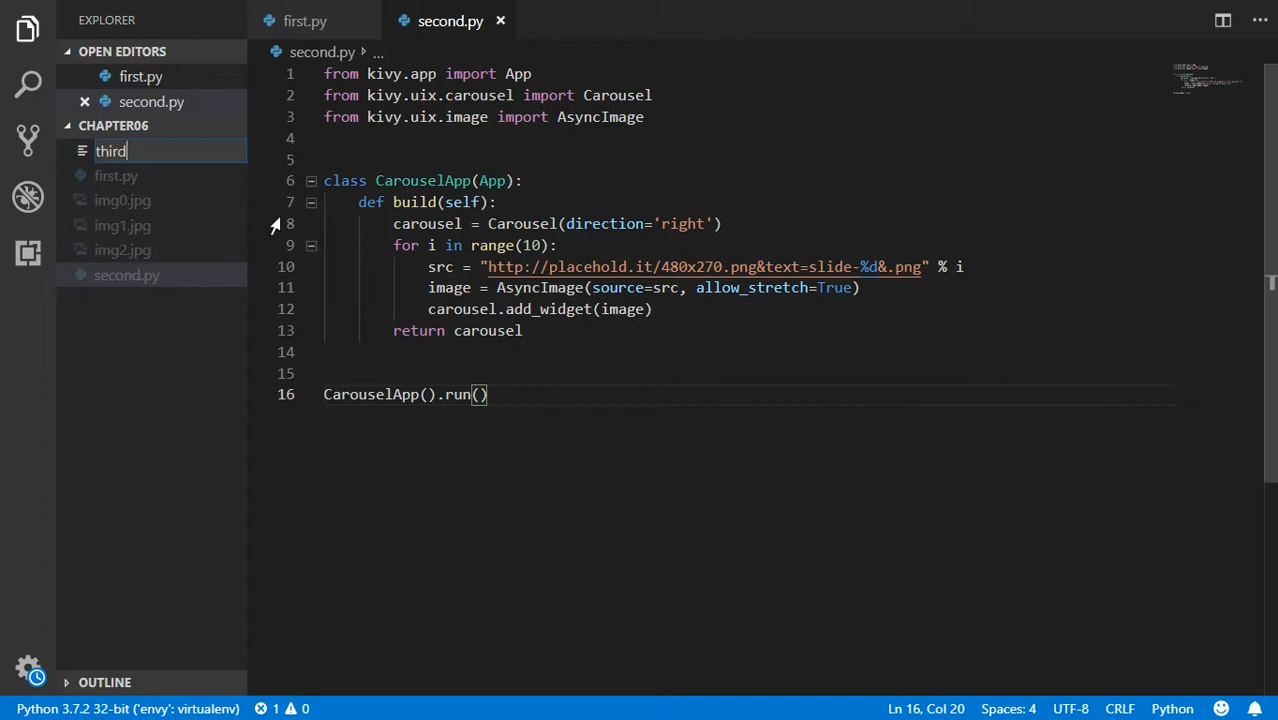 EXPLORER
first.py
second.py
OPEN EDITORS
first.py
second.py
CHAPTER06
third
first.py
img0.jpg
img1.jpg
img2.jpg
second.py
OUTLINE
second.py ...
1 from kivy.app import App
2 from kivy.uix.carousel import Carousel
3 from kivy.uix.image import AsyncImage
4
5
6 class CarouselApp(App):
7 def build(self):
8 carousel = Carousel(direction='right')
9 for i in range(10):
10 src = "http://placehold.it/480x270.png&text=slide-%d&.png" % i
11 image = AsyncImage(source=src, allow_stretch=True)
12 carousel.add_widget(image)
13 return carousel
14
15
16 CarouselApp().run()
Python 3.7.2 32-bit ('envy': virtualenv) 1 0 Ln 16, Col 20 Spaces: 4 UTF-8 CRLF Python